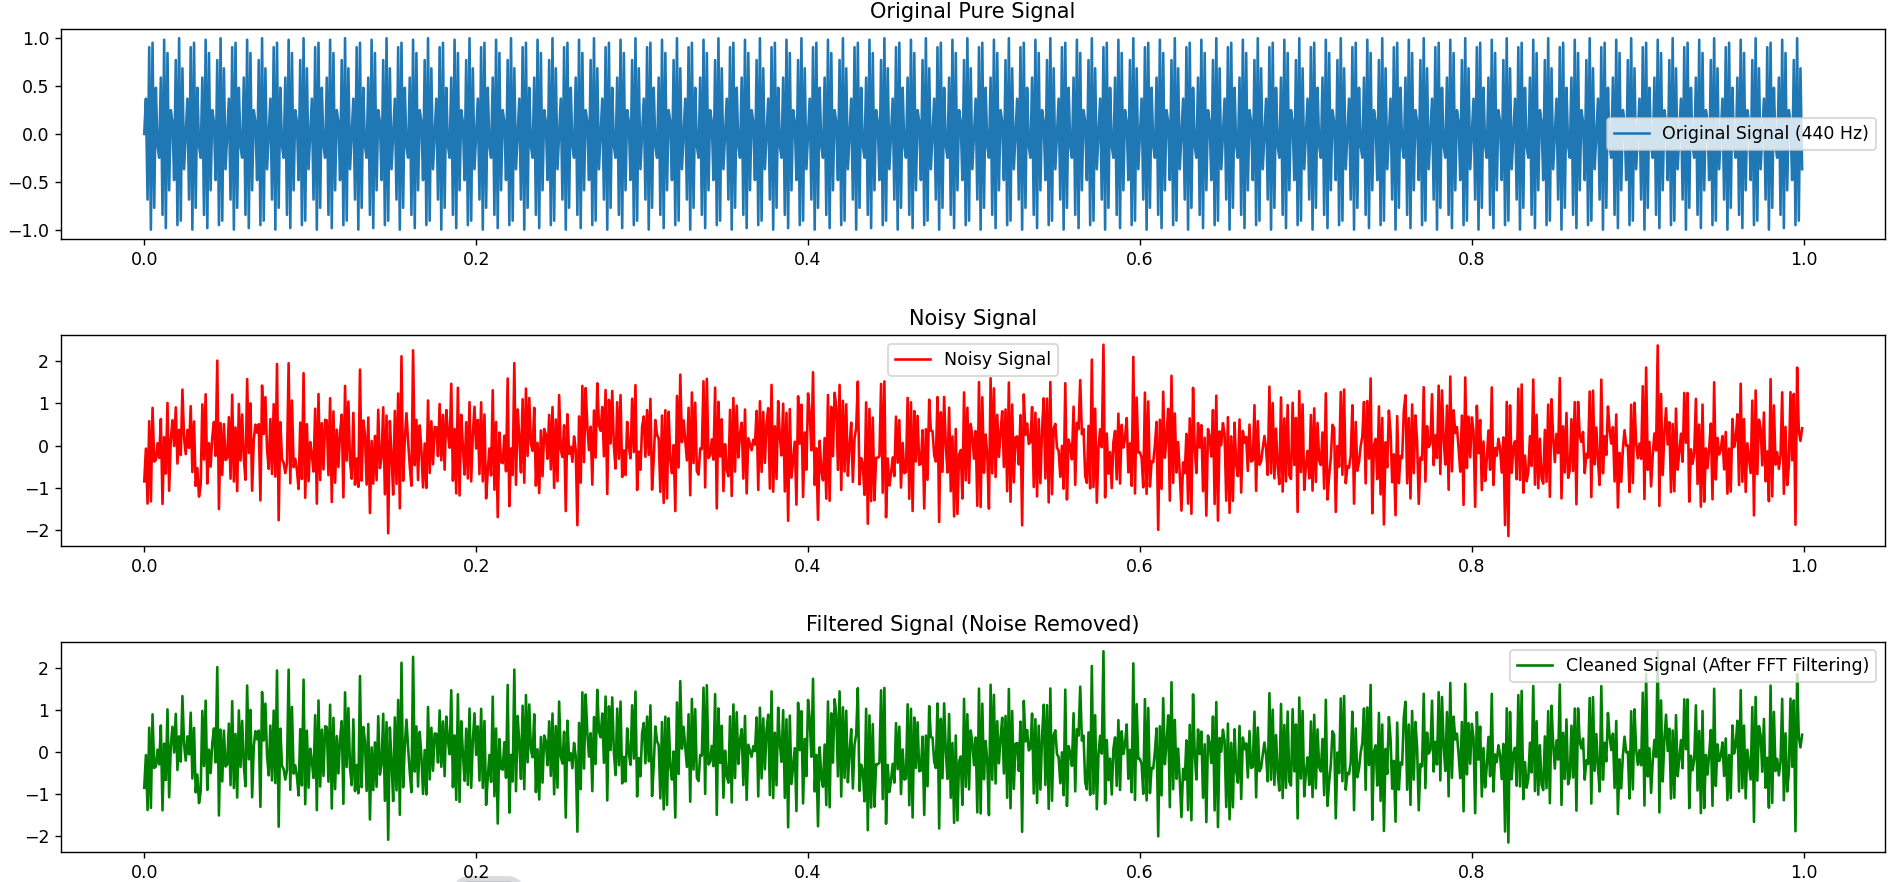 Original Pure Signal
1.0
0.5
0.0
−0.5
−1.0
Original Signal (440 Hz)
0.0 0.2 0.4 0.6 0.8 1.0
Noisy Signal
2
1
0
−1
−2
Noisy Signal
0.0 0.2 0.4 0.6 0.8 1.0
Filtered Signal (Noise Removed)
2
1
0
−1
−2
Cleaned Signal (After FFT Filtering)
0.0 0.2 0.4 0.6 0.8 1.0